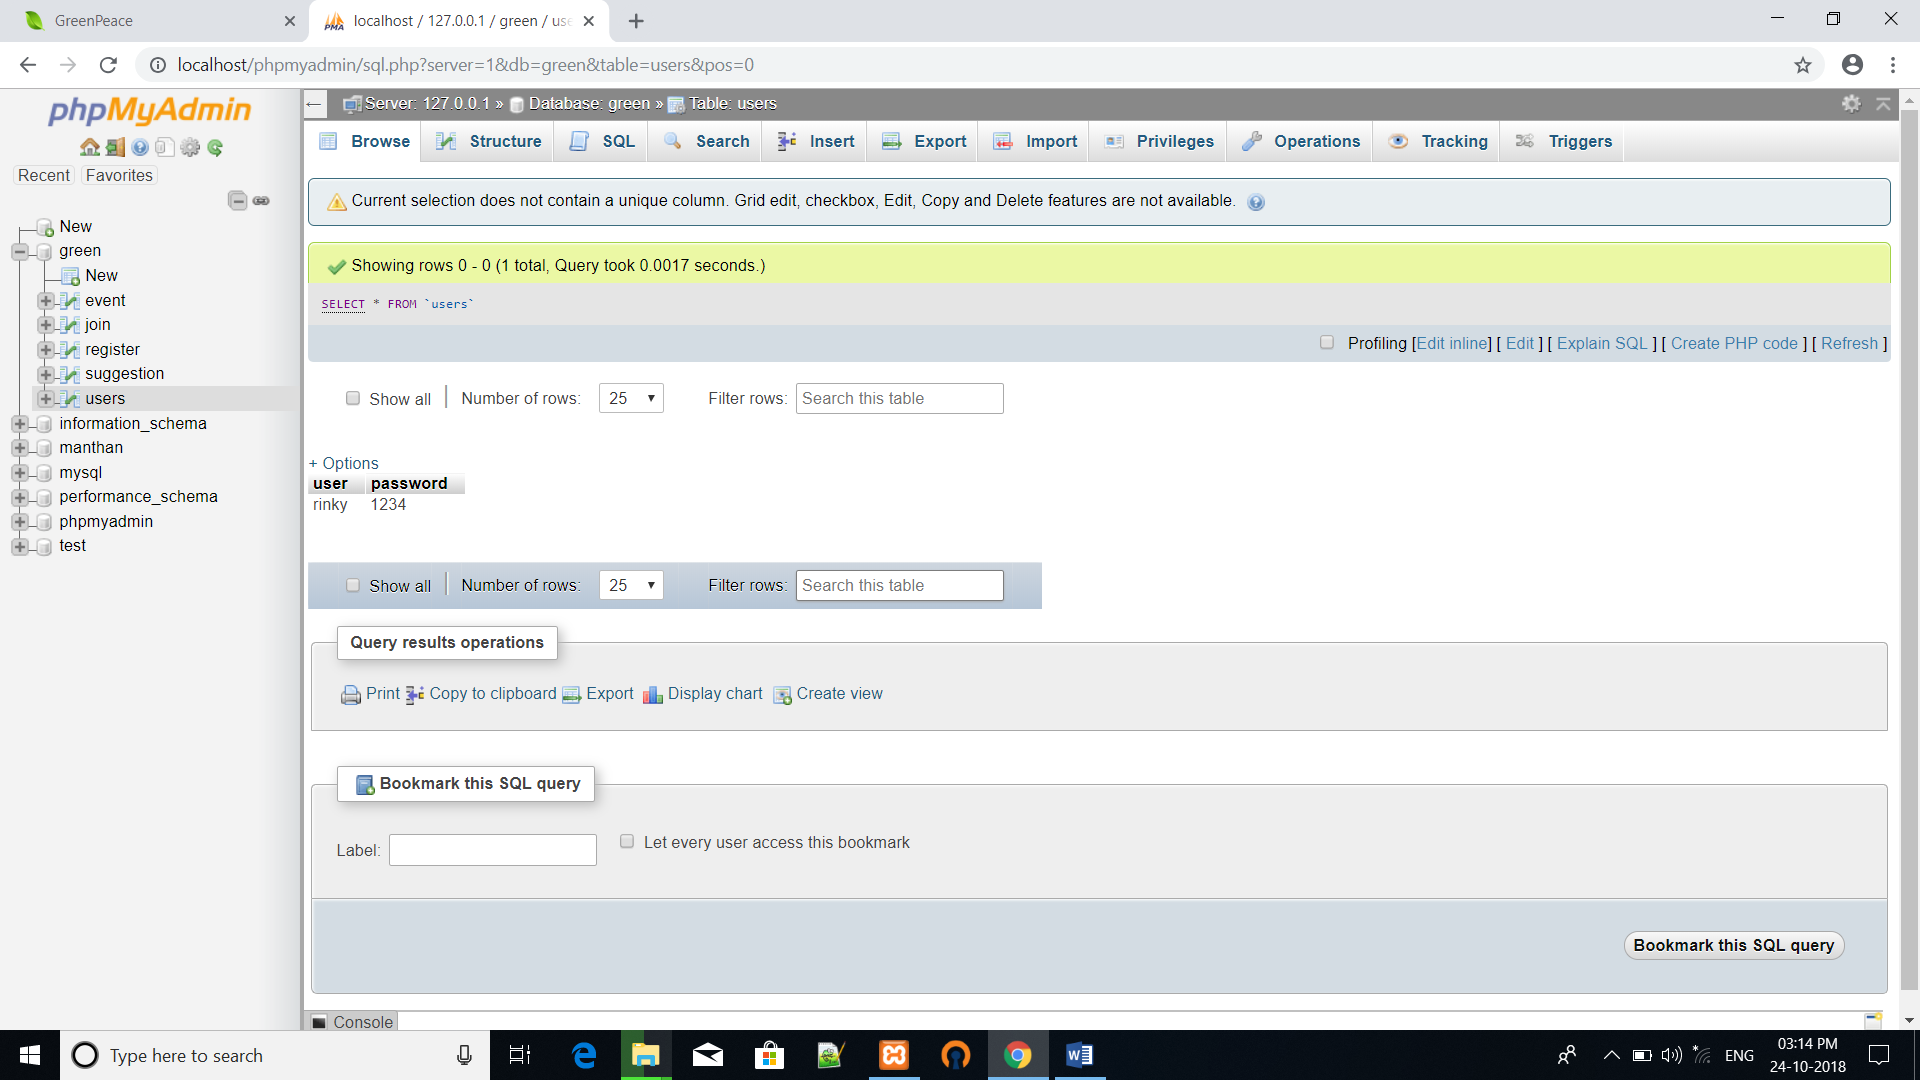 GreenPeace
localhost / 127.0.0.1 / green / use
localhost/phpmyadmin/sql.php?server=1&db=green&table=users&pos=0
phpMyAdmin
Recent Favorites
New
green
New
event
join
register
suggestion
users
information_schema
manthan
mysql
performance_schema
phpmyadmin
test
Server: 127.0.0.1 » Database: green » Table: users
Browse Structure SQL Search Insert Export Import Privileges Operations Tracking Triggers
Current selection does not contain a unique column. Grid edit, checkbox, Edit, Copy and Delete features are not available.
Showing rows 0 - 0 (1 total, Query took 0.0017 seconds.)
SELECT * FROM `users`
Profiling [Edit inline] [ Edit ] [ Explain SQL ] [ Create PHP code ] [ Refresh ]
Show all Number of rows: 25 Filter rows: Search this table
+ Options
user password
rinky 1234
Show all Number of rows: 25 Filter rows: Search this table
Query results operations
Print Copy to clipboard Export Display chart Create view
Bookmark this SQL query
Label: Let every user access this bookmark
Bookmark this SQL query
Console
Type here to search
ENG
03:14 PM
24-10-2018